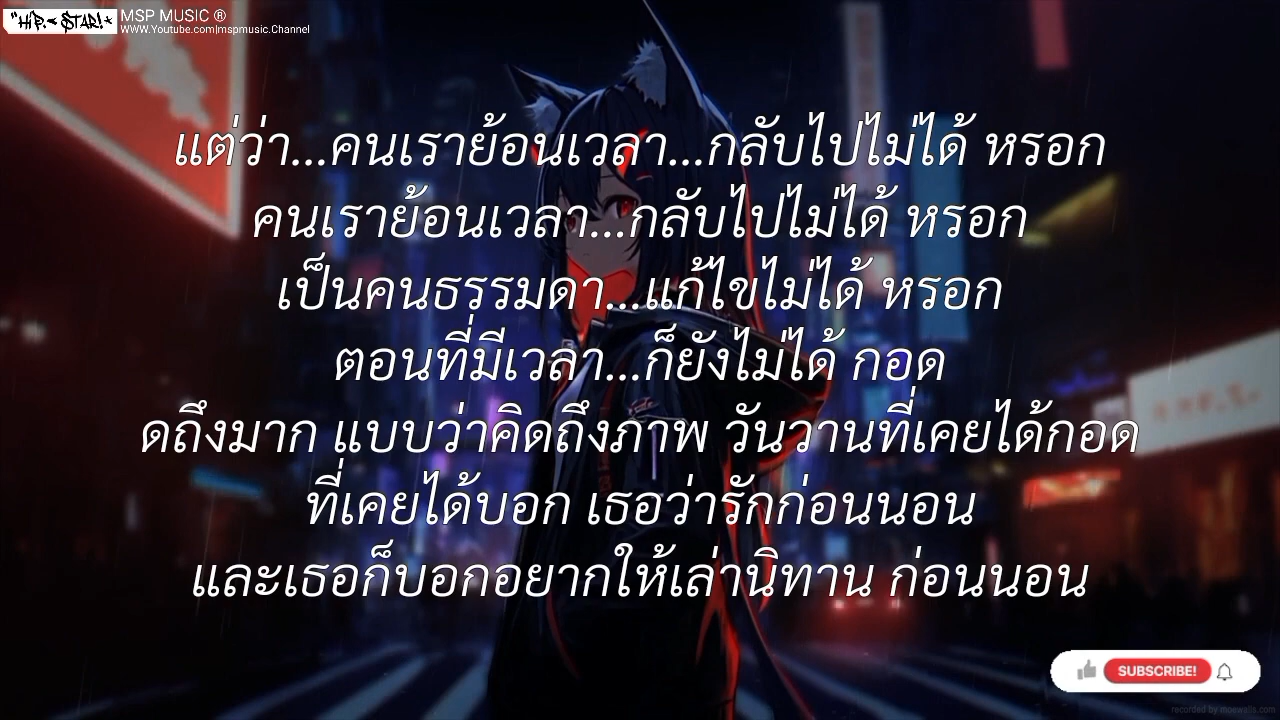 "HiP.< $TAR!*
MSP MUSIC ®
WWW.Youtube.com|mspmusic.Channel
แต่ว่า...คนเราย้อนเวลา...กลับไปไม่ได้ หรอก
คนเราย้อนเวลา...กลับไปไม่ได้ หรอก
เป็นคนธรรมดา...แก้ไขไม่ได้ หรอก
ตอนที่มีเวลา...ก็ยังไม่ได้ กอด
ดถึงมาก แบบว่าคิดถึงภาพ วันวานที่เคยได้กอด
ที่เคยได้บอก เธอว่ารักก่อนนอน
และเธอก็บอกอยากให้เล่านิทาน ก่อนนอน
SUBSCRIBE!
recorded by moewalls.com